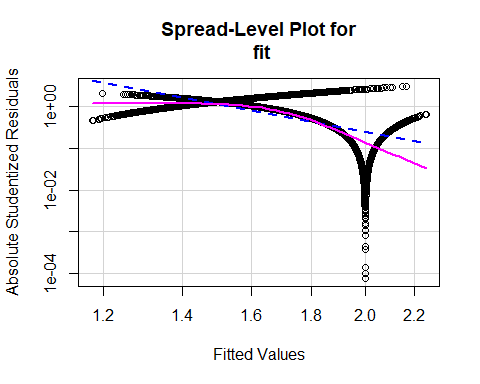 Spread-Level Plot for
fit
Absolute Studentized Residuals
1e+00
1e-02
1e-04
1.2 1.4 1.6 1.8 2.0 2.2
Fitted Values